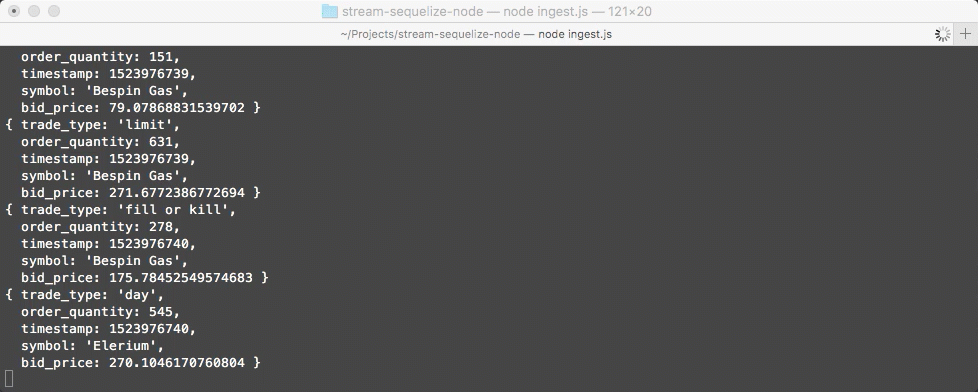 stream-sequelize-node — node ingest.js — 121×20
~/Projects/stream-sequelize-node — node ingest.js
order_quantity: 151,
timestamp: 1523976739,
symbol: 'Bespin Gas',
bid_price: 79.07868831539702 }
{ trade_type: 'limit',
order_quantity: 631,
timestamp: 1523976739,
symbol: 'Bespin Gas',
bid_price: 271.6772386772694 }
{ trade_type: 'fill or kill',
order_quantity: 278,
timestamp: 1523976740,
symbol: 'Bespin Gas',
bid_price: 175.78452549574683 }
{ trade_type: 'day',
order_quantity: 545,
timestamp: 1523976740,
symbol: 'Elerium',
bid_price: 270.1046170760804 }